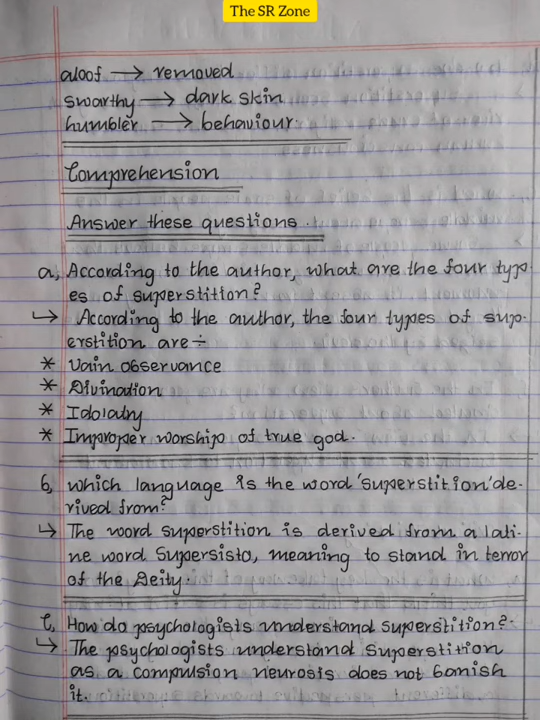 The SR Zone
aloof → removed
swarthy → dark skin
humbler → behaviour.
Comprehension
Answer these questions.
a, According to the author, what are the four typ-
es of superstition?
↳ According to the author, the four types of sup-
erstition are÷
* Vain observance
* Divination
* Idolatry
* Improper worship of true god.
b, which language is the word 'superstition' de-
rived from?
↳ The word superstition is derived from a lati-
ne word Supersisto, meaning to stand in terror
of the Deity.
C, How do psychologists understand superstition?
↳ The psychologists understand superstition
as a compulsion neurosis does not banish
it.